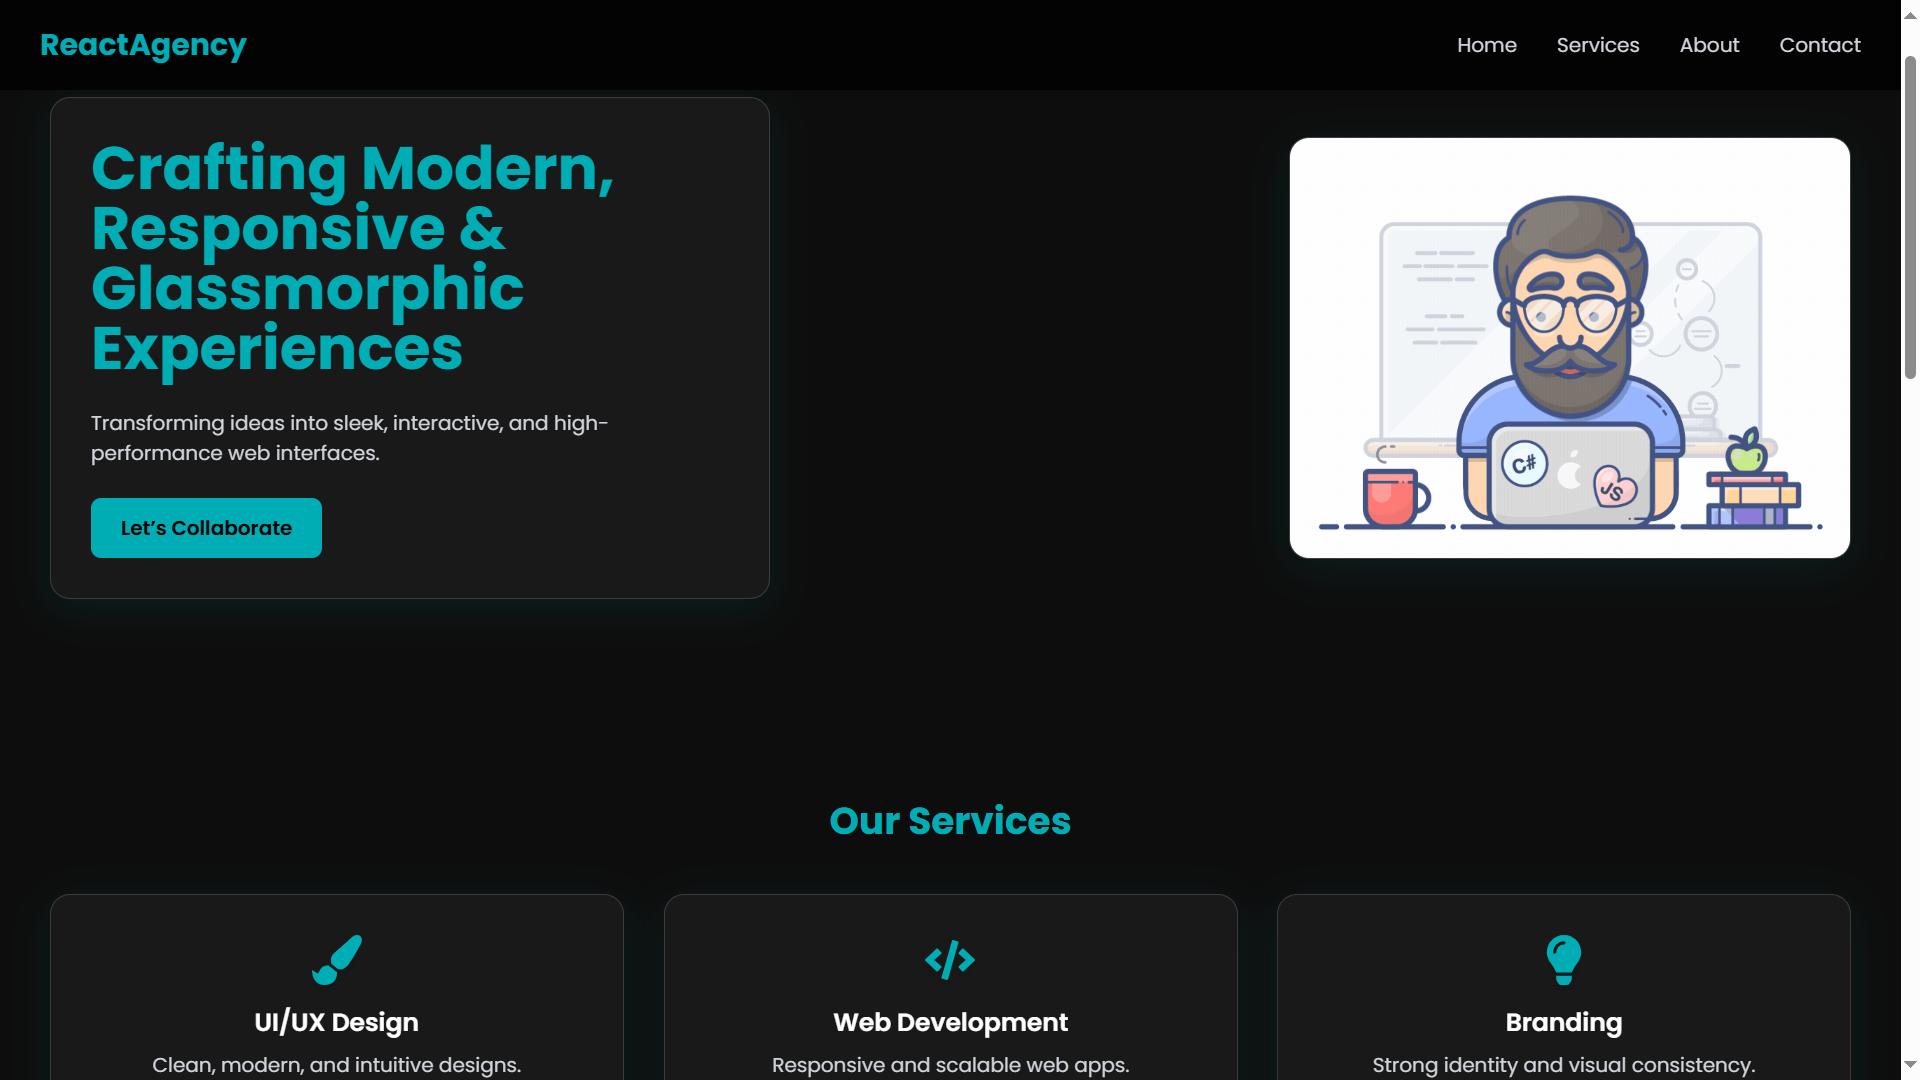 ReactAgency
Home Services About Contact
Crafting Modern,
Responsive &
Glassmorphic
Experiences
Transforming ideas into sleek, interactive, and high-
performance web interfaces.
Let’s Collaborate
C#
JS
Our Services
UI/UX Design
Web Development
Branding
Clean, modern, and intuitive designs.
Responsive and scalable web apps.
Strong identity and visual consistency.